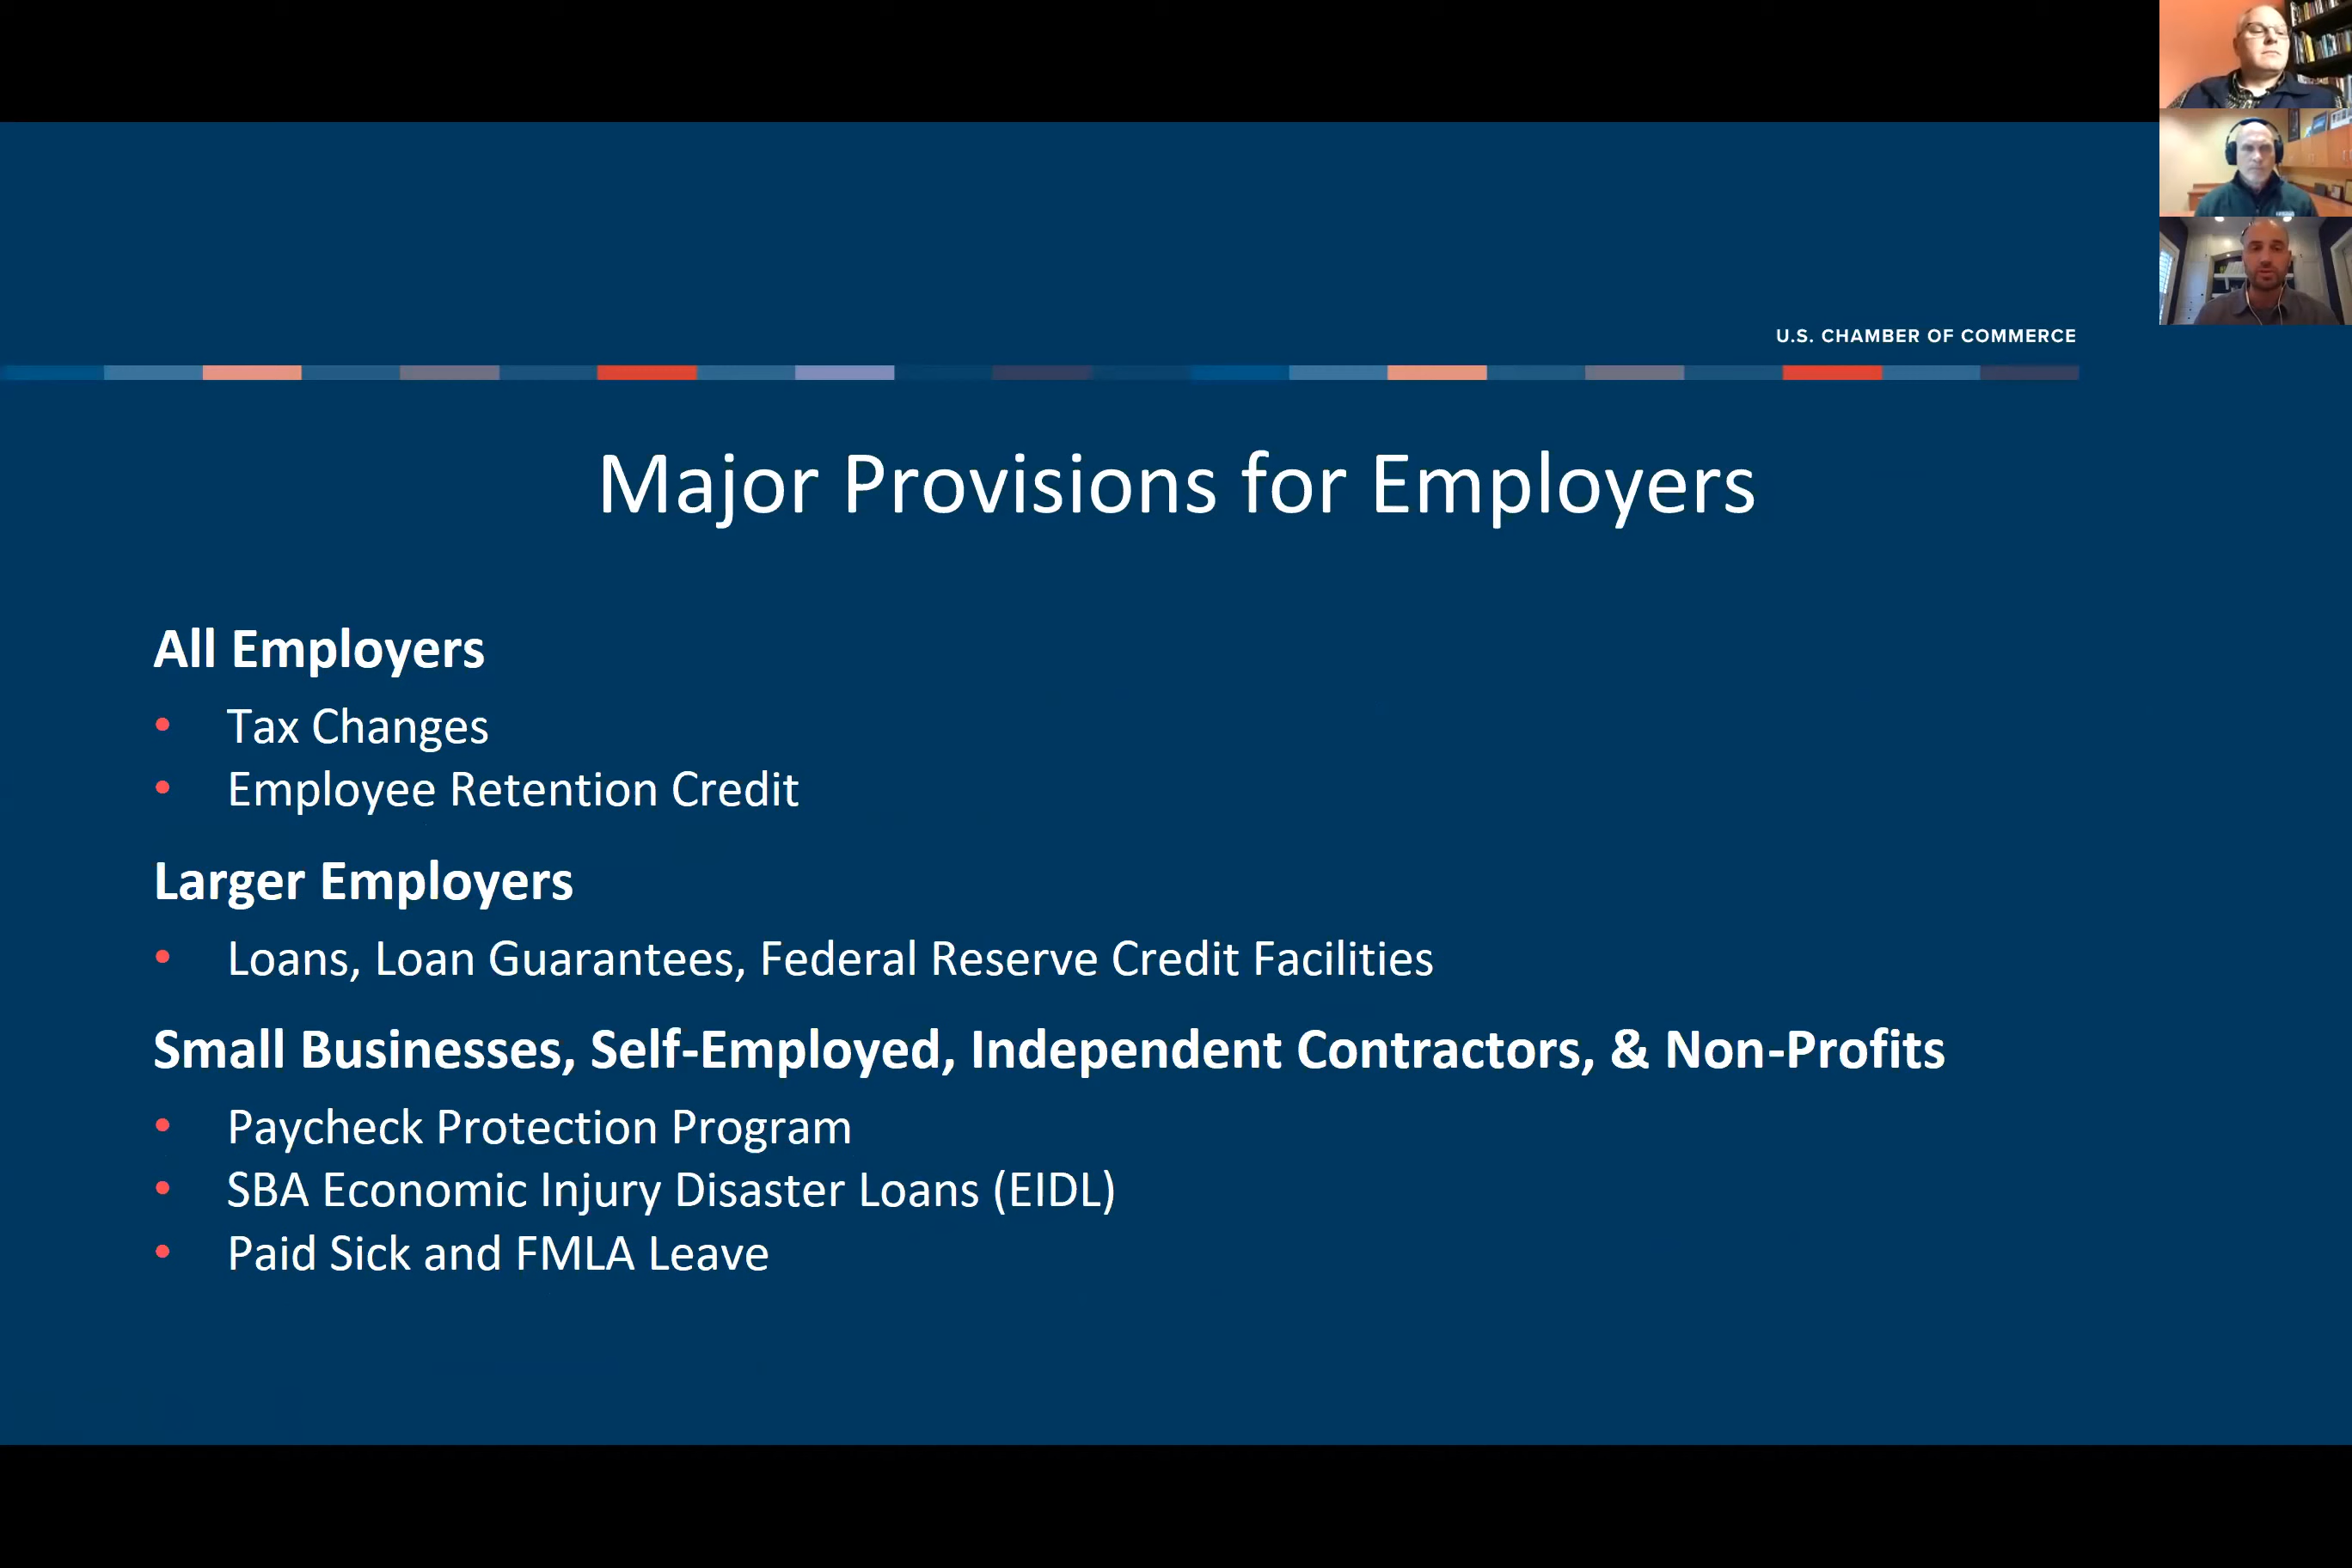 U.S. CHAMBER OF COMMERCE
Major Provisions for Employers
All Employers
• Tax Changes
• Employee Retention Credit
Larger Employers
• Loans, Loan Guarantees, Federal Reserve Credit Facilities
Small Businesses, Self-Employed, Independent Contractors, & Non-Profits
• Paycheck Protection Program
• SBA Economic Injury Disaster Loans (EIDL)
• Paid Sick and FMLA Leave